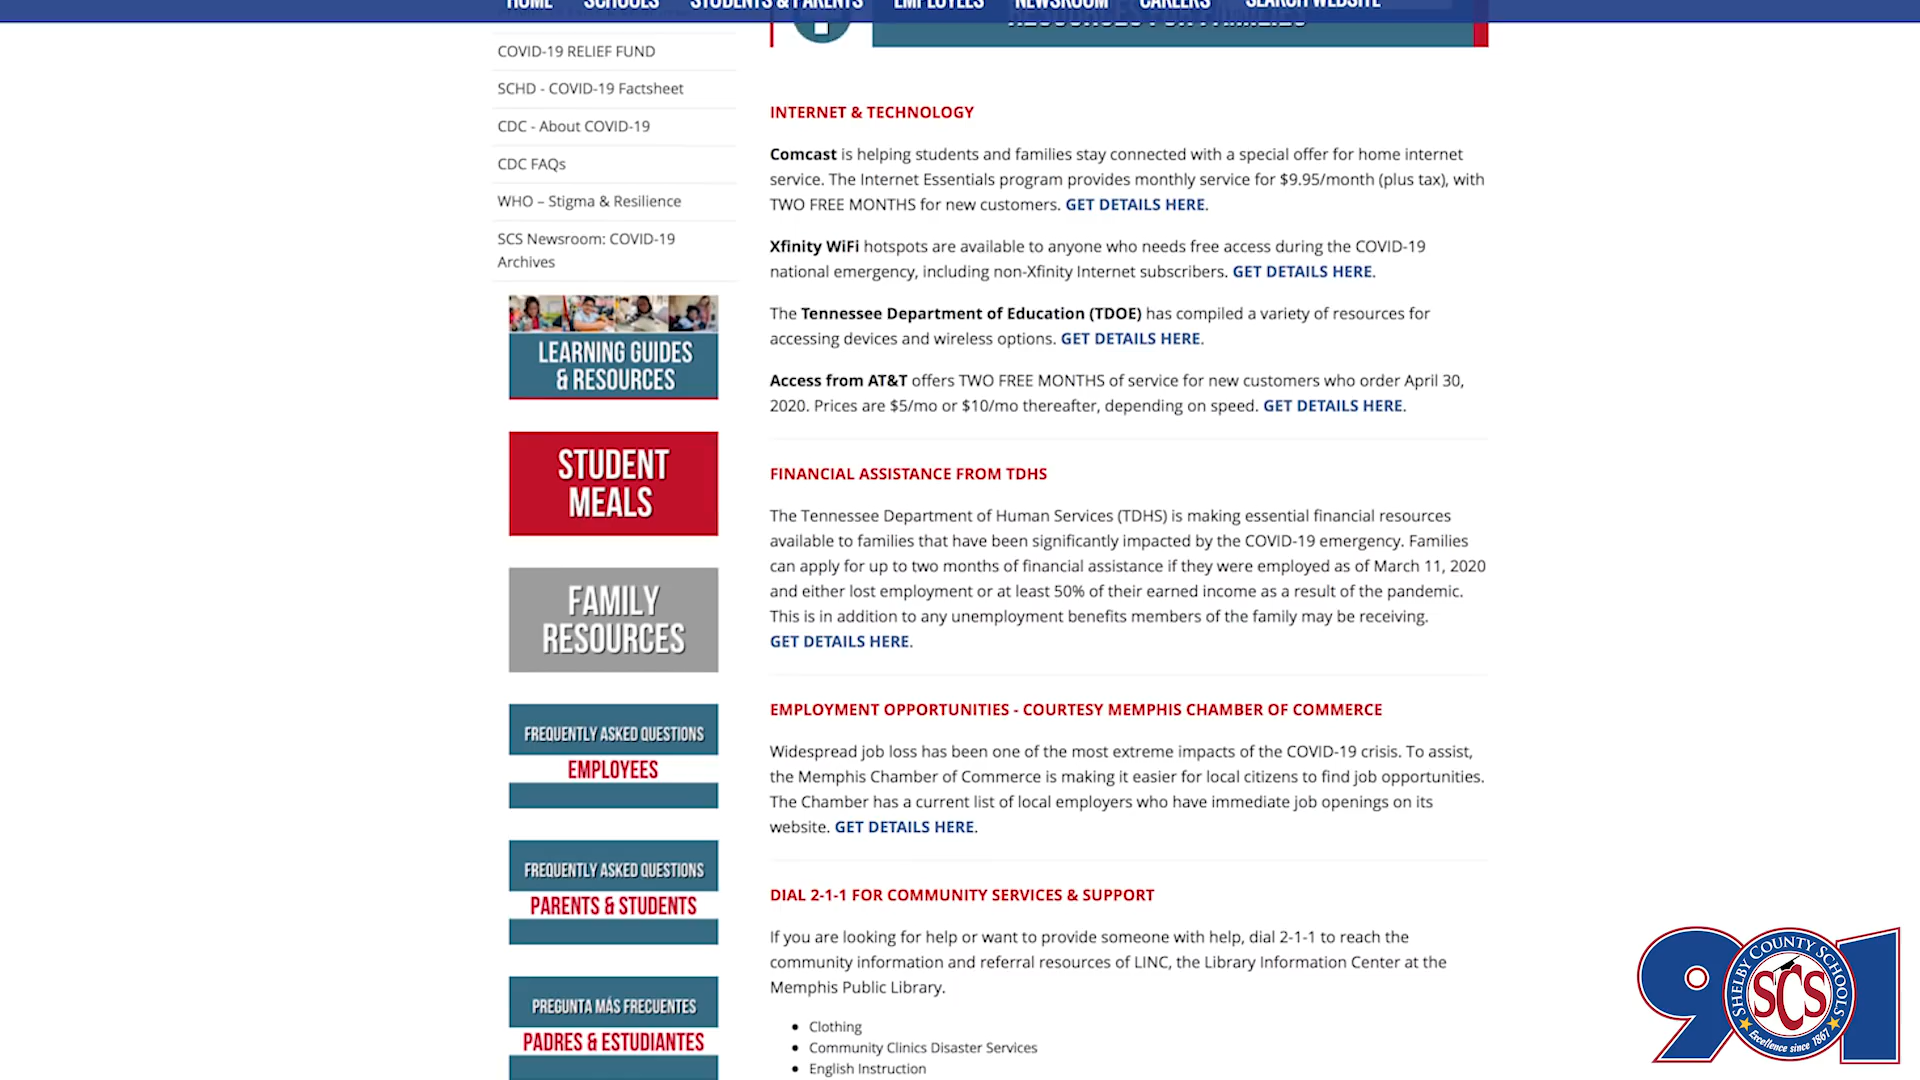 HOME SCHOOLS STUDENTS & PARENTS EMPLOYEES NEWSROOM CAREERS SEARCH WEBSITE
RESOURCES FOR FAMILIES
COVID-19 RELIEF FUND
SCHD - COVID-19 Factsheet
CDC - About COVID-19
CDC FAQs
WHO – Stigma & Resilience
SCS Newsroom: COVID-19
Archives
LEARNING GUIDES
& RESOURCES
STUDENT
MEALS
FAMILY
RESOURCES
FREQUENTLY ASKED QUESTIONS
EMPLOYEES
FREQUENTLY ASKED QUESTIONS
PARENTS & STUDENTS
PREGUNTA MÁS FRECUENTES
PADRES & ESTUDIANTES
INTERNET & TECHNOLOGY
Comcast is helping students and families stay connected with a special offer for home internet
service. The Internet Essentials program provides monthly service for $9.95/month (plus tax), with
TWO FREE MONTHS for new customers. GET DETAILS HERE.
Xfinity WiFi hotspots are available to anyone who needs free access during the COVID-19
national emergency, including non-Xfinity Internet subscribers. GET DETAILS HERE.
The Tennessee Department of Education (TDOE) has compiled a variety of resources for
accessing devices and wireless options. GET DETAILS HERE.
Access from AT&T offers TWO FREE MONTHS of service for new customers who order April 30,
2020. Prices are $5/mo or $10/mo thereafter, depending on speed. GET DETAILS HERE.
FINANCIAL ASSISTANCE FROM TDHS
The Tennessee Department of Human Services (TDHS) is making essential financial resources
available to families that have been significantly impacted by the COVID-19 emergency. Families
can apply for up to two months of financial assistance if they were employed as of March 11, 2020
and either lost employment or at least 50% of their earned income as a result of the pandemic.
This is in addition to any unemployment benefits members of the family may be receiving.
GET DETAILS HERE.
EMPLOYMENT OPPORTUNITIES - COURTESY MEMPHIS CHAMBER OF COMMERCE
Widespread job loss has been one of the most extreme impacts of the COVID-19 crisis. To assist,
the Memphis Chamber of Commerce is making it easier for local citizens to find job opportunities.
The Chamber has a current list of local employers who have immediate job openings on its
website. GET DETAILS HERE.
DIAL 2-1-1 FOR COMMUNITY SERVICES & SUPPORT
If you are looking for help or want to provide someone with help, dial 2-1-1 to reach the
community information and referral resources of LINC, the Library Information Center at the
Memphis Public Library.
Clothing
Community Clinics Disaster Services
English Instruction
901
SHELBY COUNTY SCHOOLS
SCS
Excellence since 1867